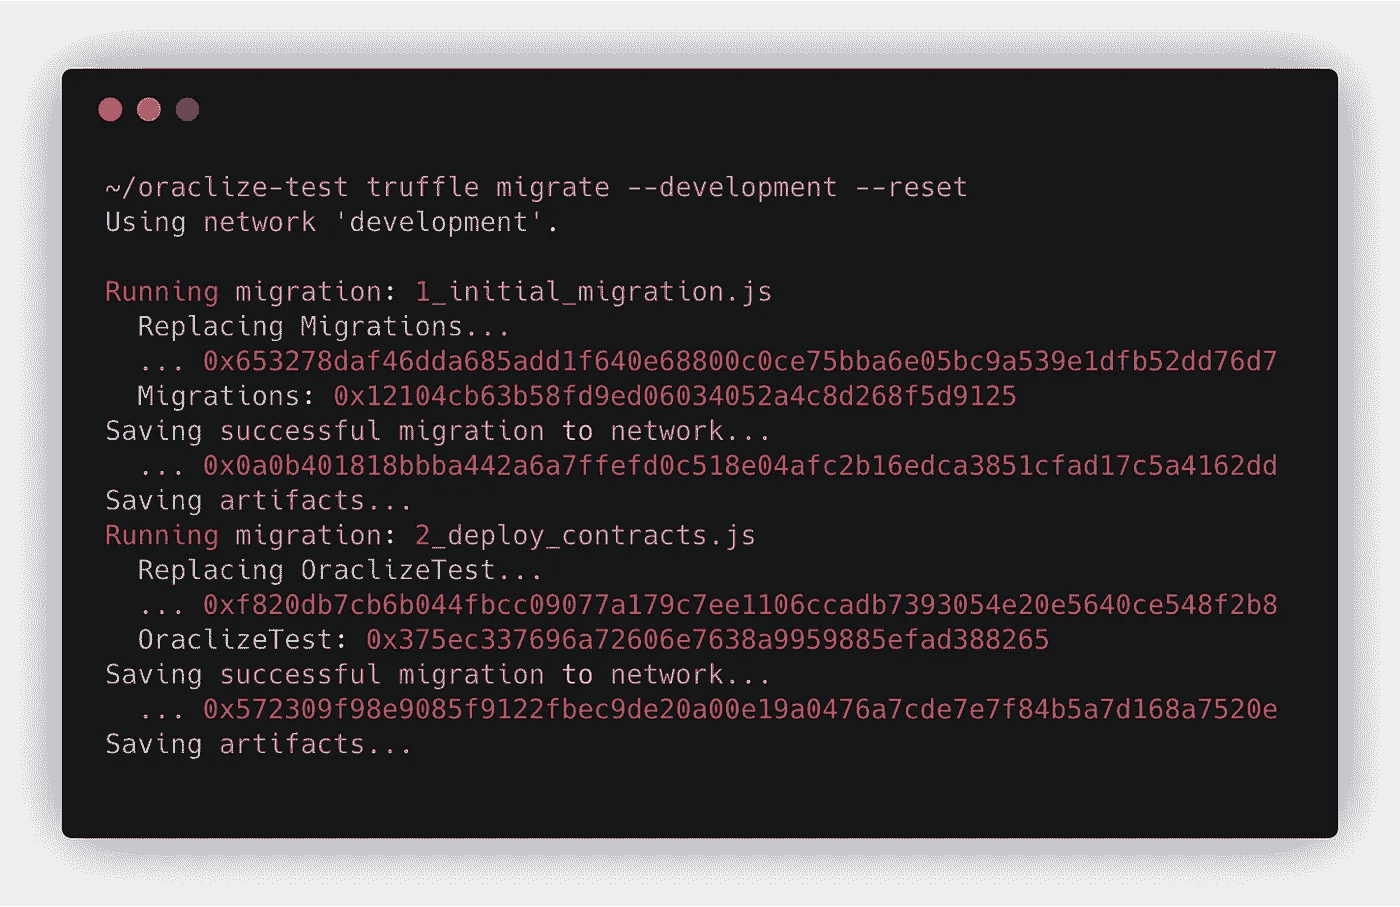 ~/oraclize-test truffle migrate --development --reset
Using network 'development'.
Running migration: 1_initial_migration.js
Replacing Migrations...
... 0x653278daf46dda685add1f640e68800c0ce75bba6e05bc9a539e1dfb52dd76d7
Migrations: 0x12104cb63b58fd9ed06034052a4c8d268f5d9125
Saving successful migration to network...
... 0x0a0b401818bbba442a6a7ffefd0c518e04afc2b16edca3851cfad17c5a4162dd
Saving artifacts...
Running migration: 2_deploy_contracts.js
Replacing OraclizeTest...
... 0xf820db7cb6b044fbcc09077a179c7ee1106ccadb7393054e20e5640ce548f2b8
OraclizeTest: 0x375ec337696a72606e7638a9959885efad388265
Saving successful migration to network...
... 0x572309f98e9085f9122fbec9de20a00e19a0476a7cde7e7f84b5a7d168a7520e
Saving artifacts...